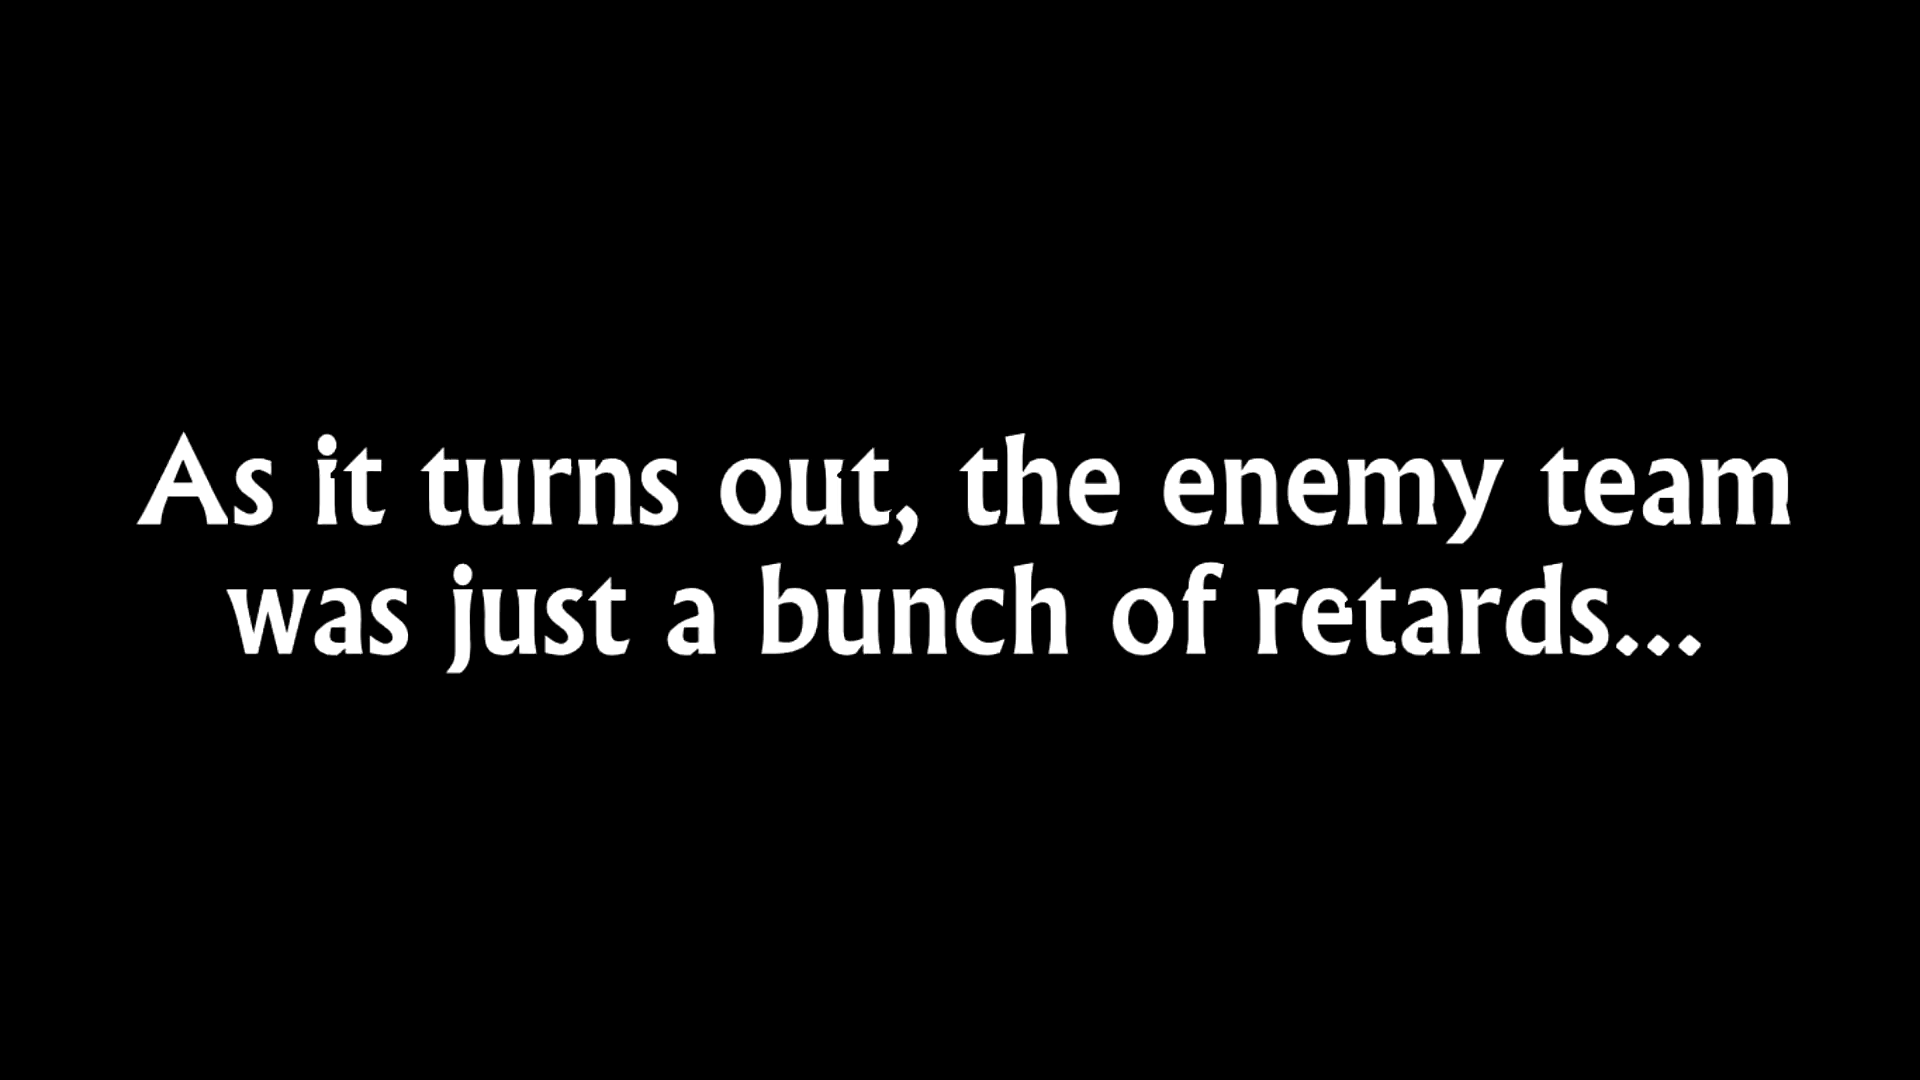 As it turns out, the enemy team
was just a bunch of retards...